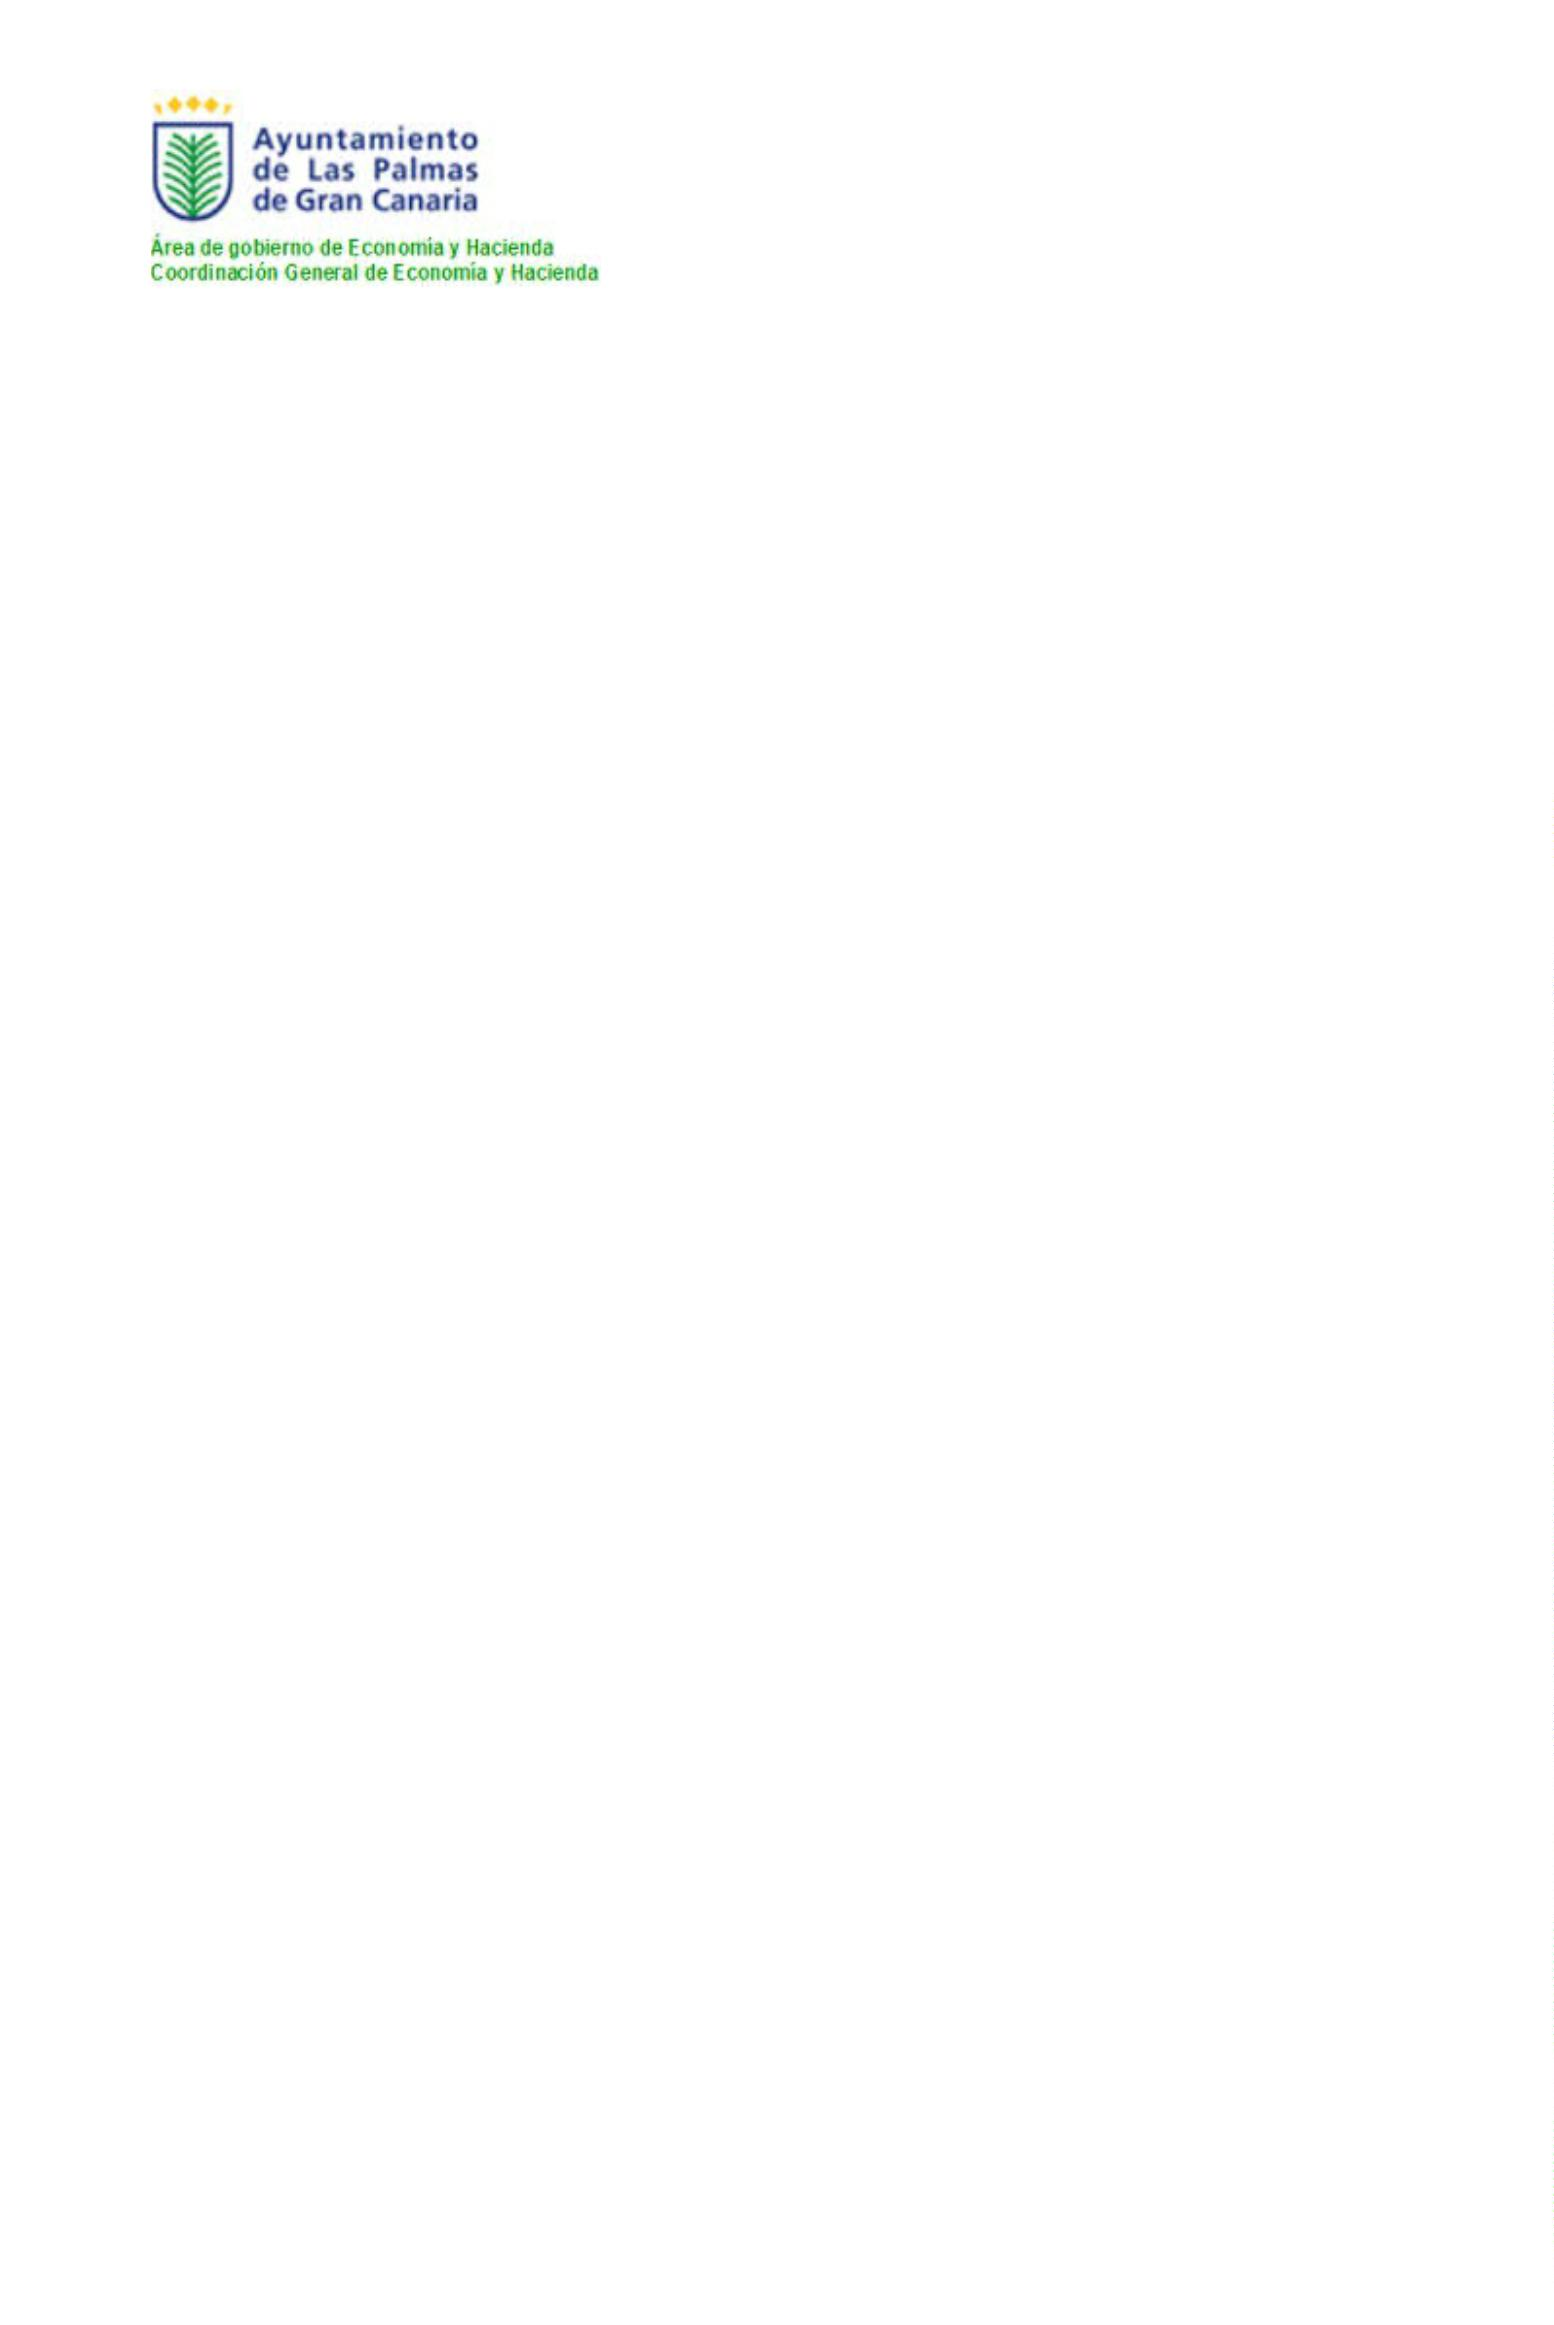 Ayuntamiento
de Las Palmas
de Gran Canaria
Área de gobierno de Economía y Hacienda
Coordinación General de Economía y Hacienda